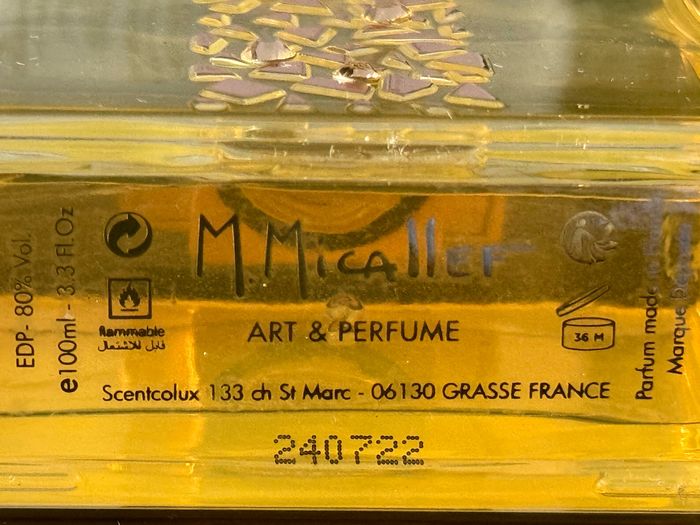 EDP- 80% Vol.
e100ml - 3.3 Fl.Oz
flammable
قابل للاشتعال
M.Micallef
ART & PERFUME
Scentcolux 133 ch St Marc - 06130 GRASSE FRANCE
36 M
Parfum made
Marque
240722